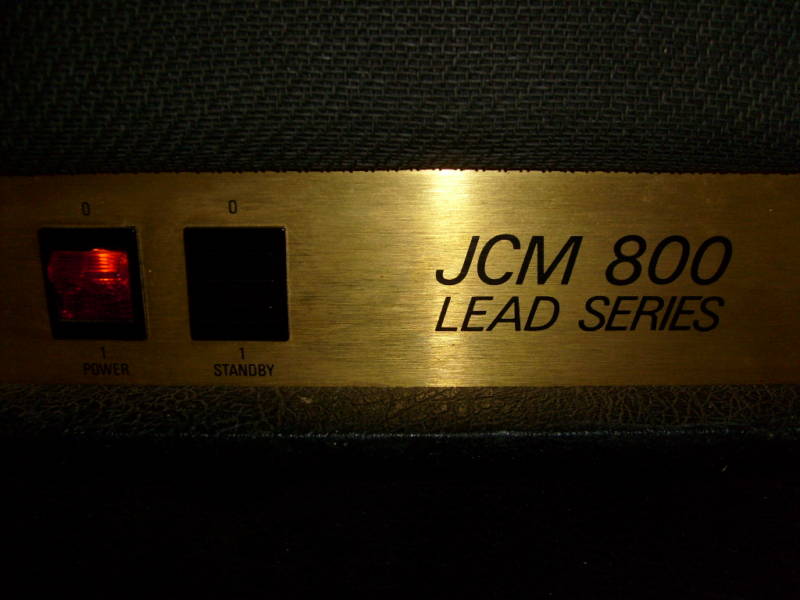 0 0
JCM 800
LEAD SERIES
1 1
POWER STANDBY